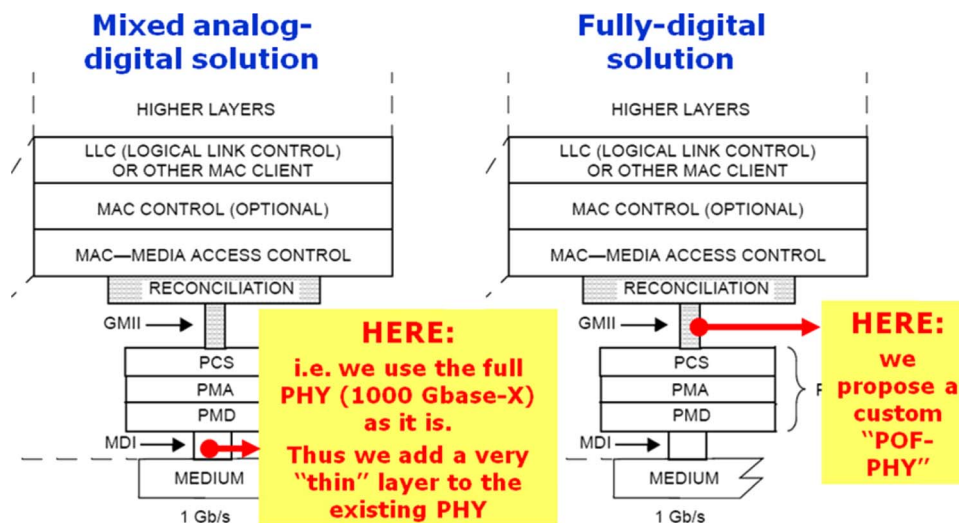 Mixed analog-
digital solution
HIGHER LAYERS
LLC (LOGICAL LINK CONTROL)
OR OTHER MAC CLIENT
MAC CONTROL (OPTIONAL)
MAC—MEDIA ACCESS CONTROL
RECONCILIATION
GMII
PCS
PMA
PMD
MDI
MEDIUM
1 Gb/s
HERE:
i.e. we use the full
PHY (1000 Gbase-X)
as it is.
Thus we add a very
“thin” layer to the
existing PHY
Fully-digital
solution
HIGHER LAYERS
LLC (LOGICAL LINK CONTROL)
OR OTHER MAC CLIENT
MAC CONTROL (OPTIONAL)
MAC—MEDIA ACCESS CONTROL
RECONCILIATION
GMII
PCS
PMA
PMD
MDI
MEDIUM
1 Gb/s
HERE:
we
propose a
custom
“POF-
PHY”